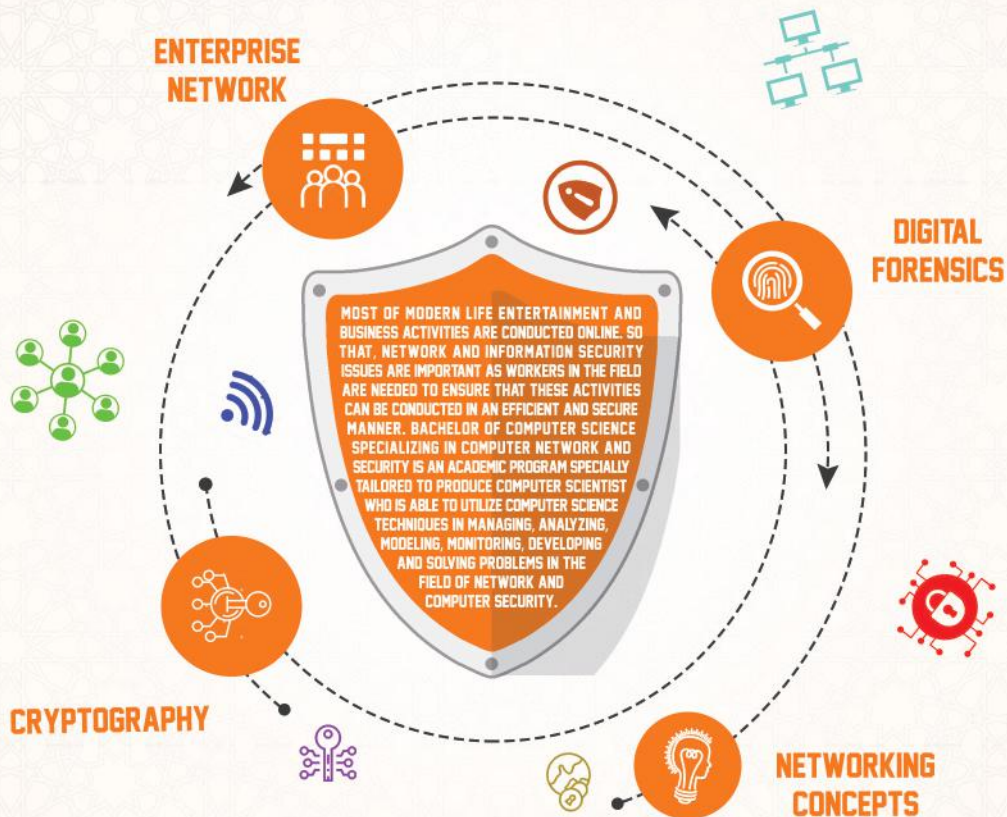 ENTERPRISE
NETWORK
DIGITAL
FORENSICS
MOST OF MODERN LIFE ENTERTAINMENT AND
BUSINESS ACTIVITIES ARE CONDUCTED ONLINE. SO
THAT, NETWORK AND INFORMATION SECURITY
ISSUES ARE IMPORTANT AS WORKERS IN THE FIELD
ARE NEEDED TO ENSURE THAT THESE ACTIVITIES
CAN BE CONDUCTED IN AN EFFICIENT AND SECURE
MANNER. BACHELOR OF COMPUTER SCIENCE
SPECIALIZING IN COMPUTER NETWORK AND
SECURITY IS AN ACADEMIC PROGRAM SPECIALLY
TAILORED TO PRODUCE COMPUTER SCIENTIST
WHO IS ABLE TO UTILIZE COMPUTER SCIENCE
TECHNIQUES IN MANAGING, ANALYZING,
MODELING, MONITORING, DEVELOPING
AND SOLVING PROBLEMS IN THE
FIELD OF NETWORK AND
COMPUTER SECURITY.
CRYPTOGRAPHY
NETWORKING
CONCEPTS